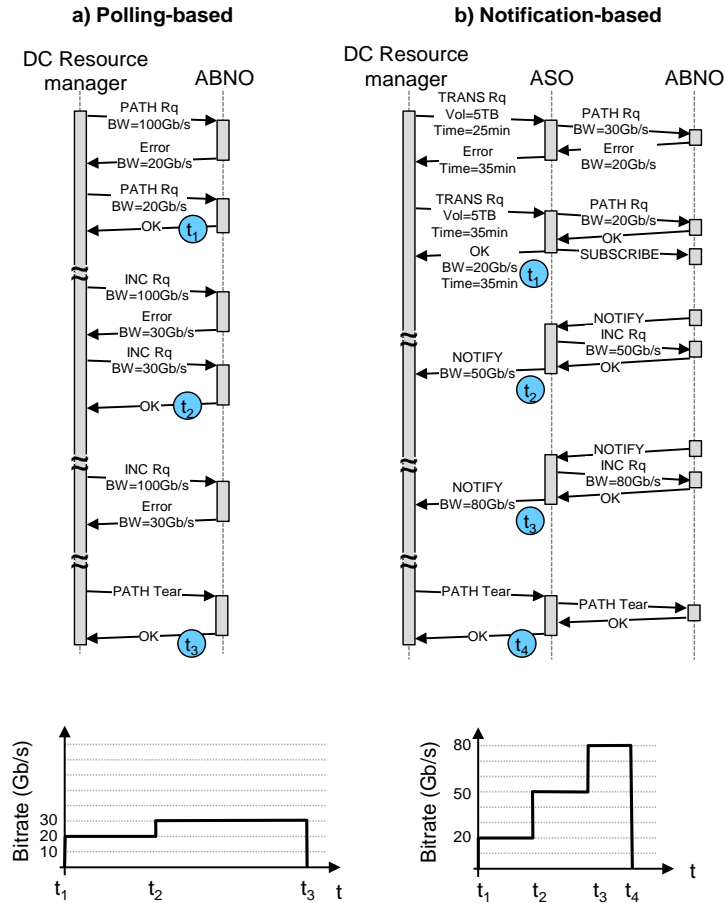 a) Polling-based
DC Resource
manager
ABNO
PATH Rq
BW=100Gb/s
Error
BW=20Gb/s
PATH Rq
BW=20Gb/s
OK
t1
≈
INC Rq
BW=100Gb/s
Error
BW=30Gb/s
INC Rq
BW=30Gb/s
OK
t2
≈
INC Rq
BW=100Gb/s
Error
BW=30Gb/s
≈
PATH Tear
OK
t3
b) Notification-based
DC Resource
manager
ASO
ABNO
TRANS Rq
Vol=5TB
Time=25min
PATH Rq
BW=30Gb/s
Error
Time=35min
Error
BW=20Gb/s
TRANS Rq
Vol=5TB
Time=35min
PATH Rq
BW=20Gb/s
OK
OK
BW=20Gb/s
Time=35min
SUBSCRIBE
t1
NOTIFY
INC Rq
BW=50Gb/s
OK
≈
NOTIFY
BW=50Gb/s
t2
NOTIFY
INC Rq
BW=80Gb/s
OK
≈
NOTIFY
BW=80Gb/s
t3
≈
PATH Tear
PATH Tear
OK
OK
t4
Bitrate (Gb/s)
30
20
10
t1
t2
t3
t
Bitrate (Gb/s)
80
50
20
t1
t2
t3
t4
t